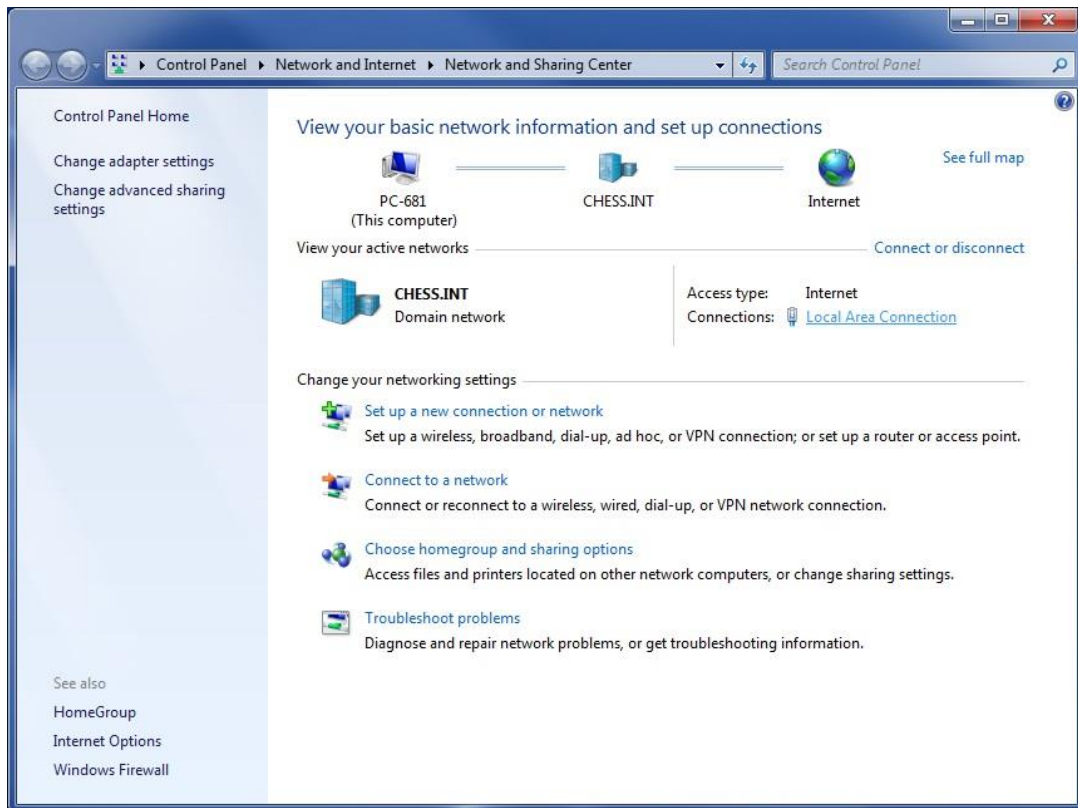 Control Panel ▸ Network and Internet ▸ Network and Sharing Center
Search Control Panel
Control Panel Home
Change adapter settings
Change advanced sharing
settings
View your basic network information and set up connections
See full map
PC-681
(This computer)
CHESS.INT
Internet
View your active networks
Connect or disconnect
CHESS.INT
Domain network
Access type: Internet
Connections: Local Area Connection
Change your networking settings
Set up a new connection or network
Set up a wireless, broadband, dial-up, ad hoc, or VPN connection; or set up a router or access point.
Connect to a network
Connect or reconnect to a wireless, wired, dial-up, or VPN network connection.
Choose homegroup and sharing options
Access files and printers located on other network computers, or change sharing settings.
Troubleshoot problems
Diagnose and repair network problems, or get troubleshooting information.
See also
HomeGroup
Internet Options
Windows Firewall